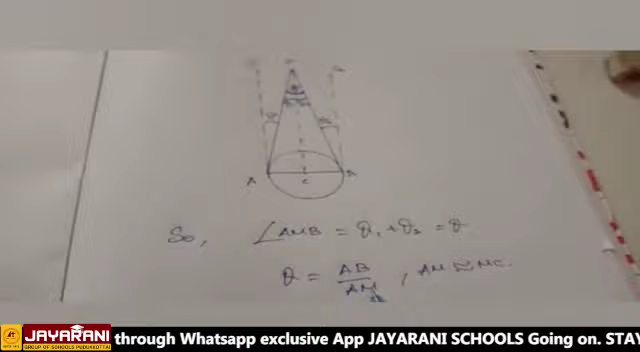 A
C
B
So, ∠AMB = θ₁ + θ₂ = θ
θ = AB/AM, AM ≈ MC.
JAYARANI
GROUP OF SCHOOLS PUDUKKOTTAI
through Whatsapp exclusive App JAYARANI SCHOOLS Going on. STAY